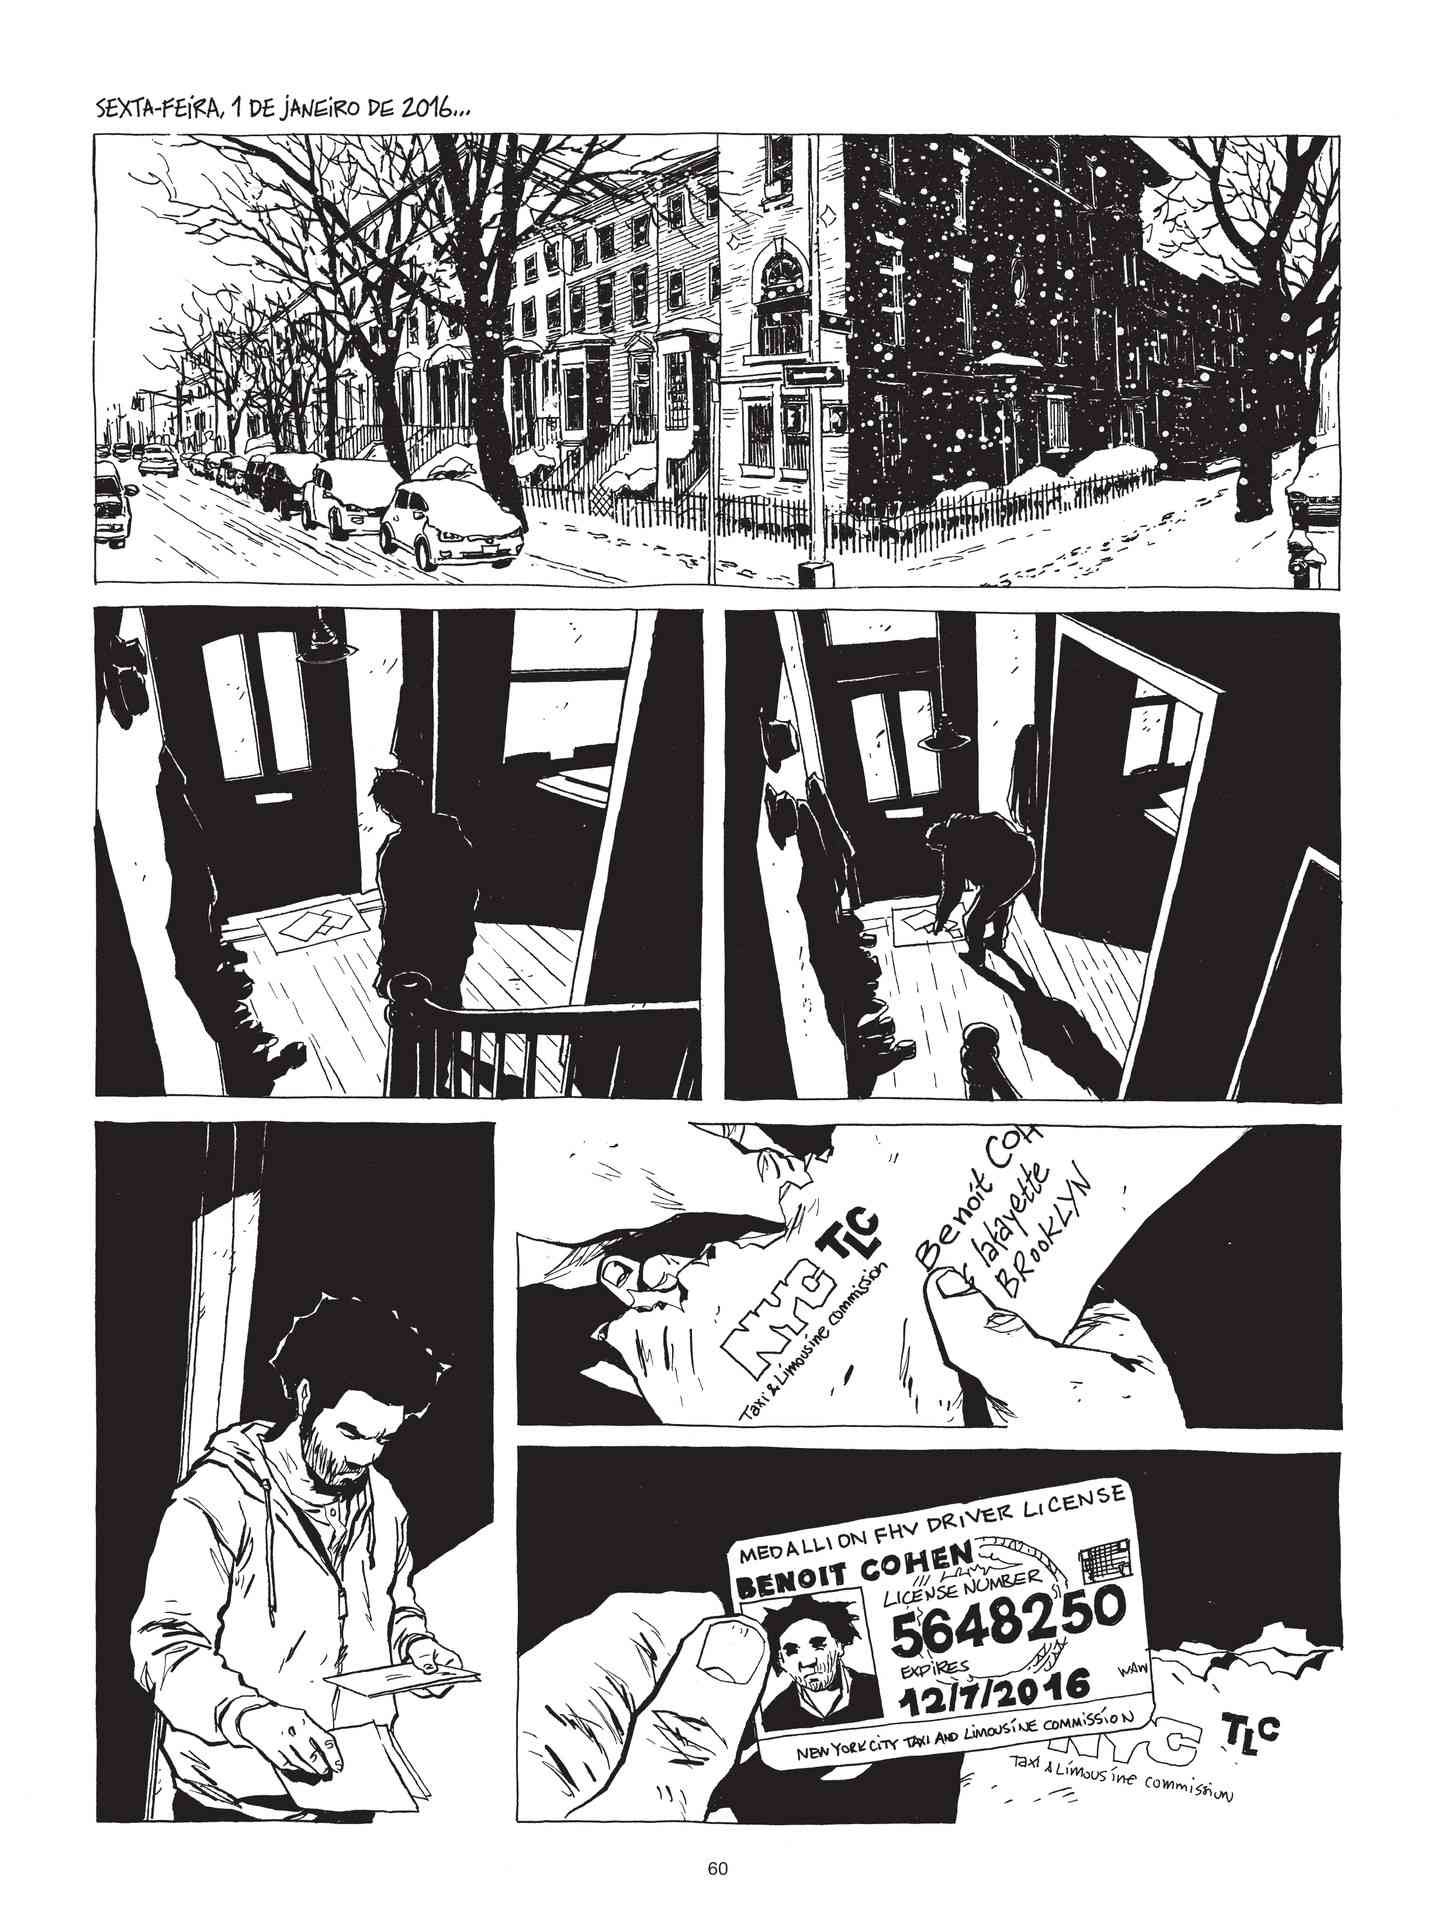 SEXTA-FEIRA, 1 DE JANEIRO DE 2016...
NYC TLC
Taxi & Limousine commission
Benoit COH
lafayette
BROOKLYN
MEDALLION FHV DRIVER LICENSE
BENOIT COHEN
LICENSE NUMBER
5648250
EXPIRES
12/7/2016
WAW
NEW YORK CITY TAXI AND LIMOUSINE COMMISSION
NYC TLC
Taxi & Limousine commission
60